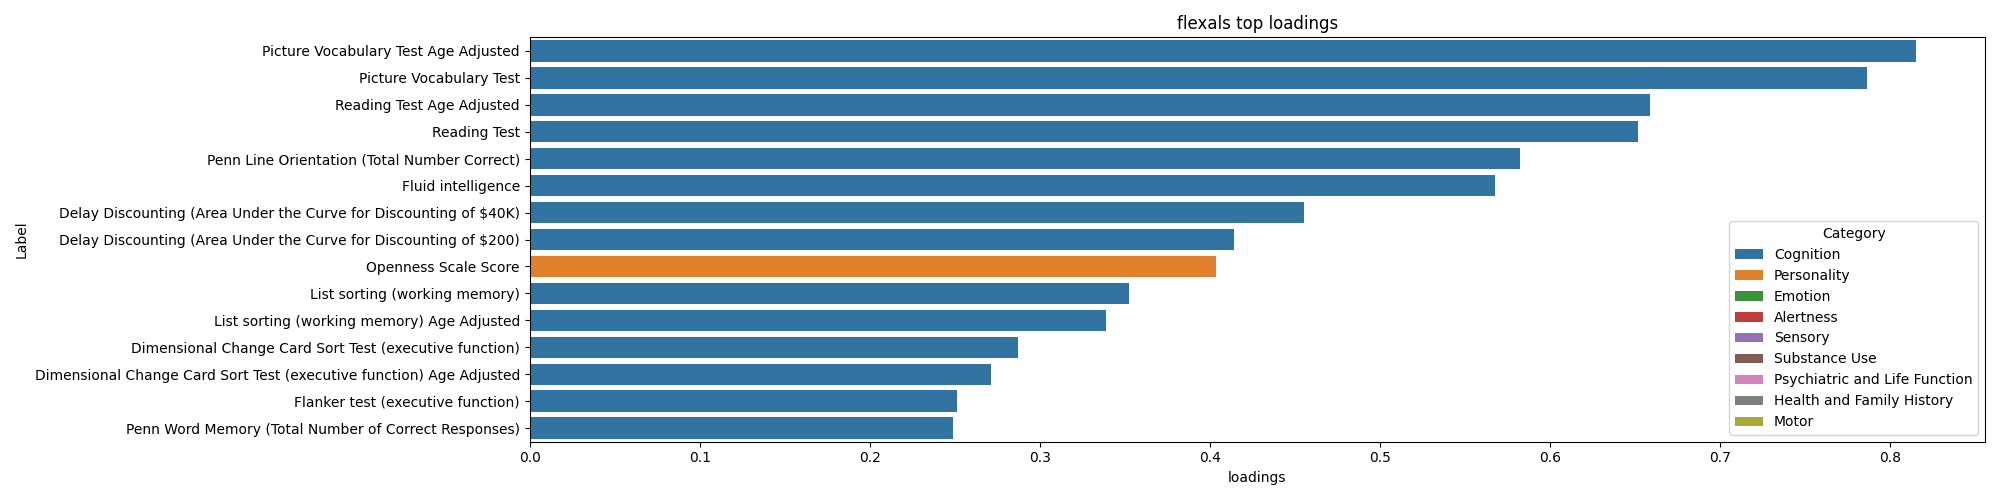 flexals top loadings
Picture Vocabulary Test Age Adjusted
Picture Vocabulary Test
Reading Test Age Adjusted
Reading Test
Penn Line Orientation (Total Number Correct)
Fluid intelligence
Delay Discounting (Area Under the Curve for Discounting of $40K)
Delay Discounting (Area Under the Curve for Discounting of $200)
Openness Scale Score
List sorting (working memory)
List sorting (working memory) Age Adjusted
Dimensional Change Card Sort Test (executive function)
Dimensional Change Card Sort Test (executive function) Age Adjusted
Flanker test (executive function)
Penn Word Memory (Total Number of Correct Responses)
Label
Category
Cognition
Personality
Emotion
Alertness
Sensory
Substance Use
Psychiatric and Life Function
Health and Family History
Motor
0.0 0.1 0.2 0.3 0.4 0.5 0.6 0.7 0.8
loadings